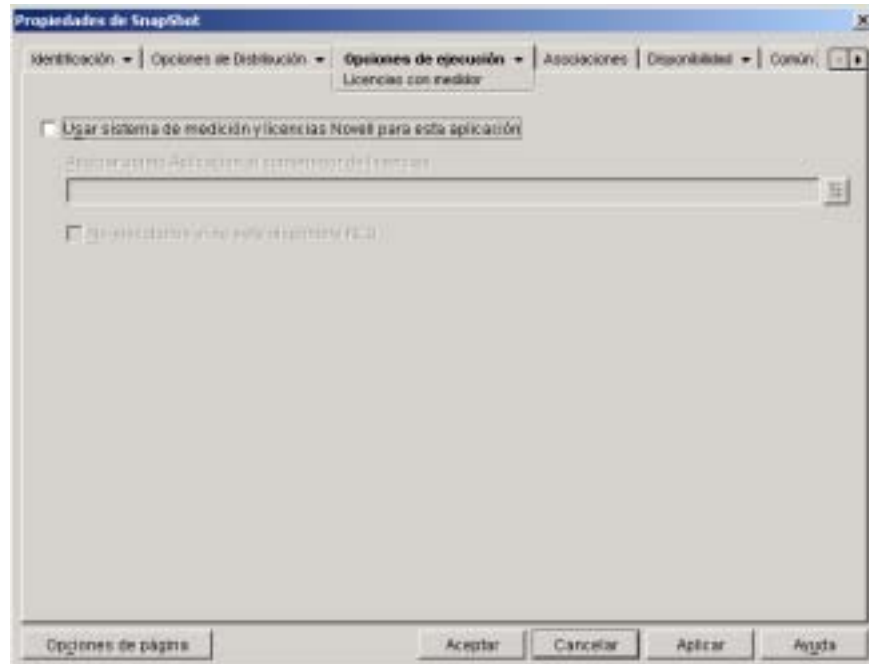 Propiedades de SnapShot
Identificación Opciones de Distribución Opciones de ejecución Asociaciones Disponibilidad Común
Licencias con medidor
Usar sistema de medición y licencias Novell para esta aplicación
Opciones de página Aceptar Cancelar Aplicar Ayuda